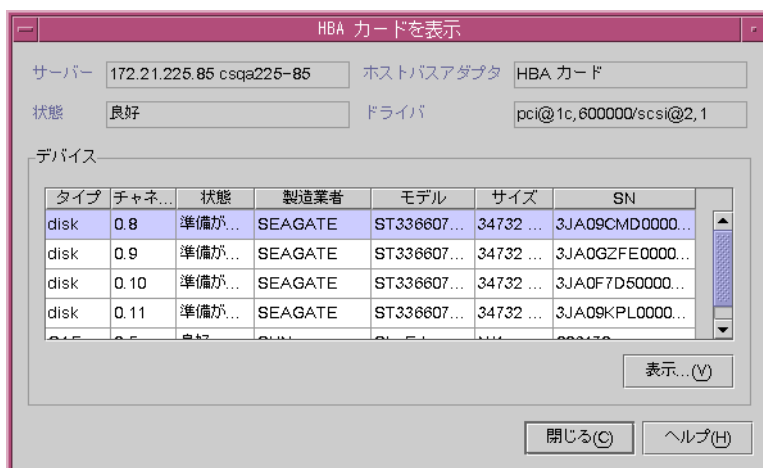 HBA カードを表示
サーバー 172.21.225.85 csqa225-85 ホストバスアダプタ HBA カード
状態 良好 ドライバ pci@1c,600000/scsi@2,1
デバイス
タイプ チャネ... 状態 製造業者 モデル サイズ SN
disk 0.8 準備が... SEAGATE ST336607... 34732 ... 3JA09CMD0000...
disk 0.9 準備が... SEAGATE ST336607... 34732 ... 3JA0GZFE0000...
disk 0.10 準備が... SEAGATE ST336607... 34732 ... 3JA0F7D50000...
disk 0.11 準備が... SEAGATE ST336607... 34732 ... 3JA09KPL0000...
表示...(V)
閉じる(C) ヘルプ(H)